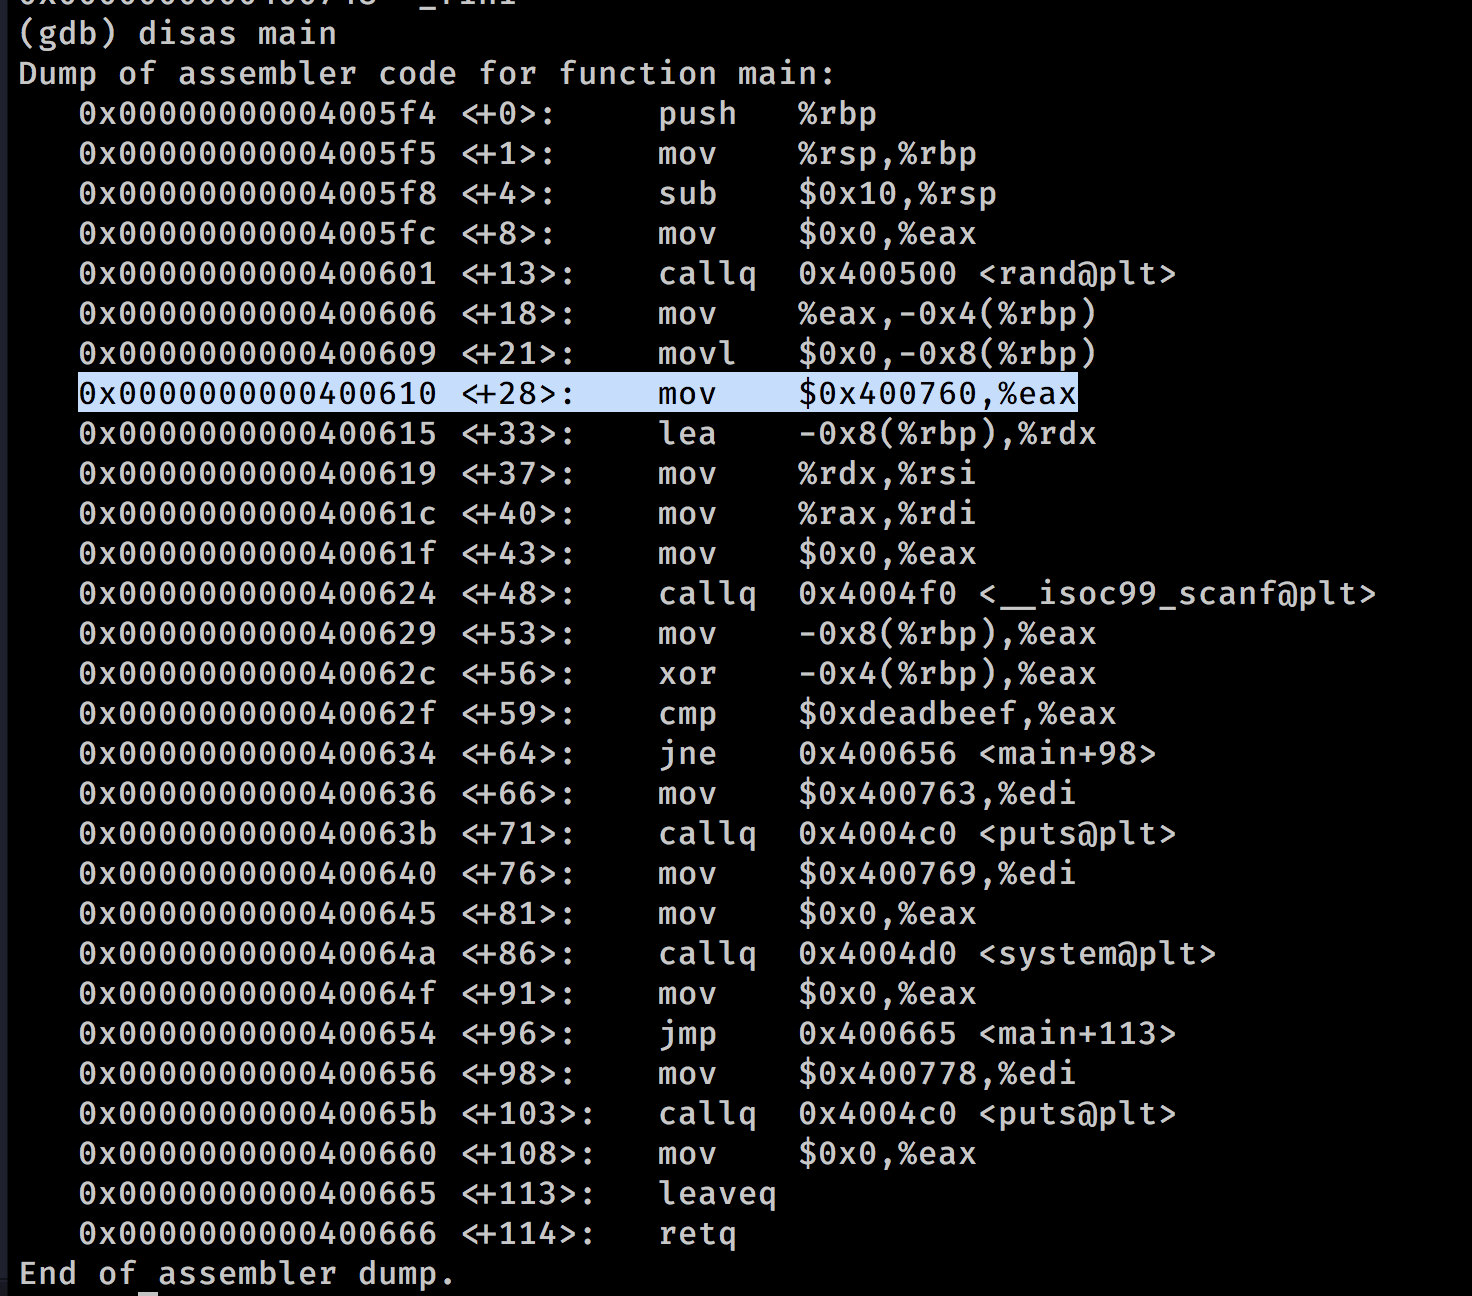 (gdb) disas main
Dump of assembler code for function main:
   0x00000000004005f4 <+0>:     push   %rbp
   0x00000000004005f5 <+1>:     mov    %rsp,%rbp
   0x00000000004005f8 <+4>:     sub    $0x10,%rsp
   0x00000000004005fc <+8>:     mov    $0x0,%eax
   0x0000000000400601 <+13>:    callq  0x400500 <rand@plt>
   0x0000000000400606 <+18>:    mov    %eax,-0x4(%rbp)
   0x0000000000400609 <+21>:    movl   $0x0,-0x8(%rbp)
   0x0000000000400610 <+28>:    mov    $0x400760,%eax
   0x0000000000400615 <+33>:    lea    -0x8(%rbp),%rdx
   0x0000000000400619 <+37>:    mov    %rdx,%rsi
   0x000000000040061c <+40>:    mov    %rax,%rdi
   0x000000000040061f <+43>:    mov    $0x0,%eax
   0x0000000000400624 <+48>:    callq  0x4004f0 <__isoc99_scanf@plt>
   0x0000000000400629 <+53>:    mov    -0x8(%rbp),%eax
   0x000000000040062c <+56>:    xor    -0x4(%rbp),%eax
   0x000000000040062f <+59>:    cmp    $0xdeadbeef,%eax
   0x0000000000400634 <+64>:    jne    0x400656 <main+98>
   0x0000000000400636 <+66>:    mov    $0x400763,%edi
   0x000000000040063b <+71>:    callq  0x4004c0 <puts@plt>
   0x0000000000400640 <+76>:    mov    $0x400769,%edi
   0x0000000000400645 <+81>:    mov    $0x0,%eax
   0x000000000040064a <+86>:    callq  0x4004d0 <system@plt>
   0x000000000040064f <+91>:    mov    $0x0,%eax
   0x0000000000400654 <+96>:    jmp    0x400665 <main+113>
   0x0000000000400656 <+98>:    mov    $0x400778,%edi
   0x000000000040065b <+103>:   callq  0x4004c0 <puts@plt>
   0x0000000000400660 <+108>:   mov    $0x0,%eax
   0x0000000000400665 <+113>:   leaveq
   0x0000000000400666 <+114>:   retq
End of assembler dump.